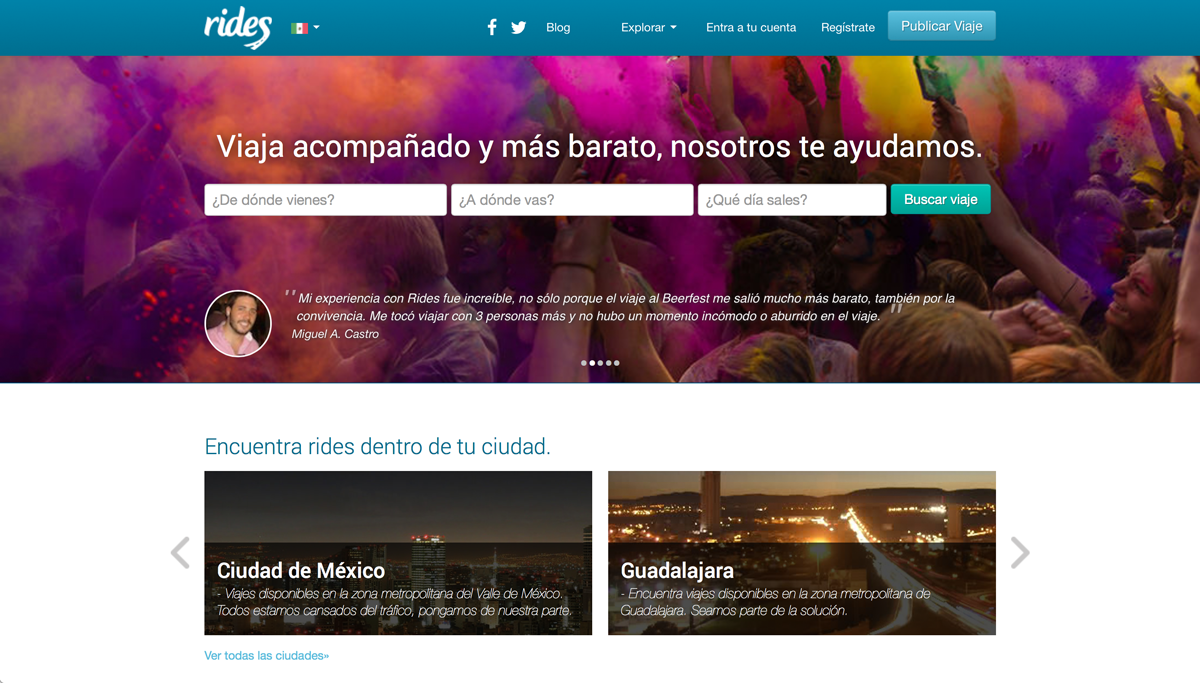 rides
Blog
Explorar
Entra a tu cuenta
Regístrate
Publicar Viaje
Viaja acompañado y más barato, nosotros te ayudamos.
¿De dónde vienes?
¿A dónde vas?
¿Qué día sales?
Buscar viaje
" Mi experiencia con Rides fue increíble, no sólo porque el viaje al Beerfest me salió mucho más barato, también por la
convivencia. Me tocó viajar con 3 personas más y no hubo un momento incómodo o aburrido en el viaje. "
Miguel A. Castro
Encuentra rides dentro de tu ciudad.
Ciudad de México
- Viajes disponibles en la zona metropolitana del Valle de México.
Todos estamos cansados del tráfico, pongamos de nuestra parte.
Guadalajara
- Encuentra viajes disponibles en la zona metropolitana de
Guadalajara. Seamos parte de la solución.
Ver todas las ciudades»